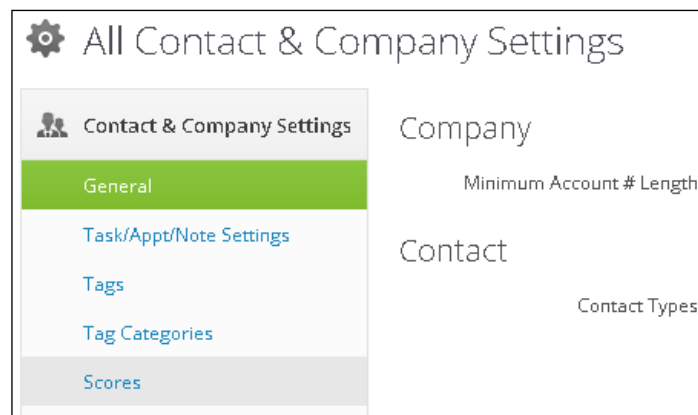 All Contact & Company Settings
Contact & Company Settings
General
Task/Appt/Note Settings
Tags
Tag Categories
Scores
Company
Minimum Account # Length
Contact
Contact Types